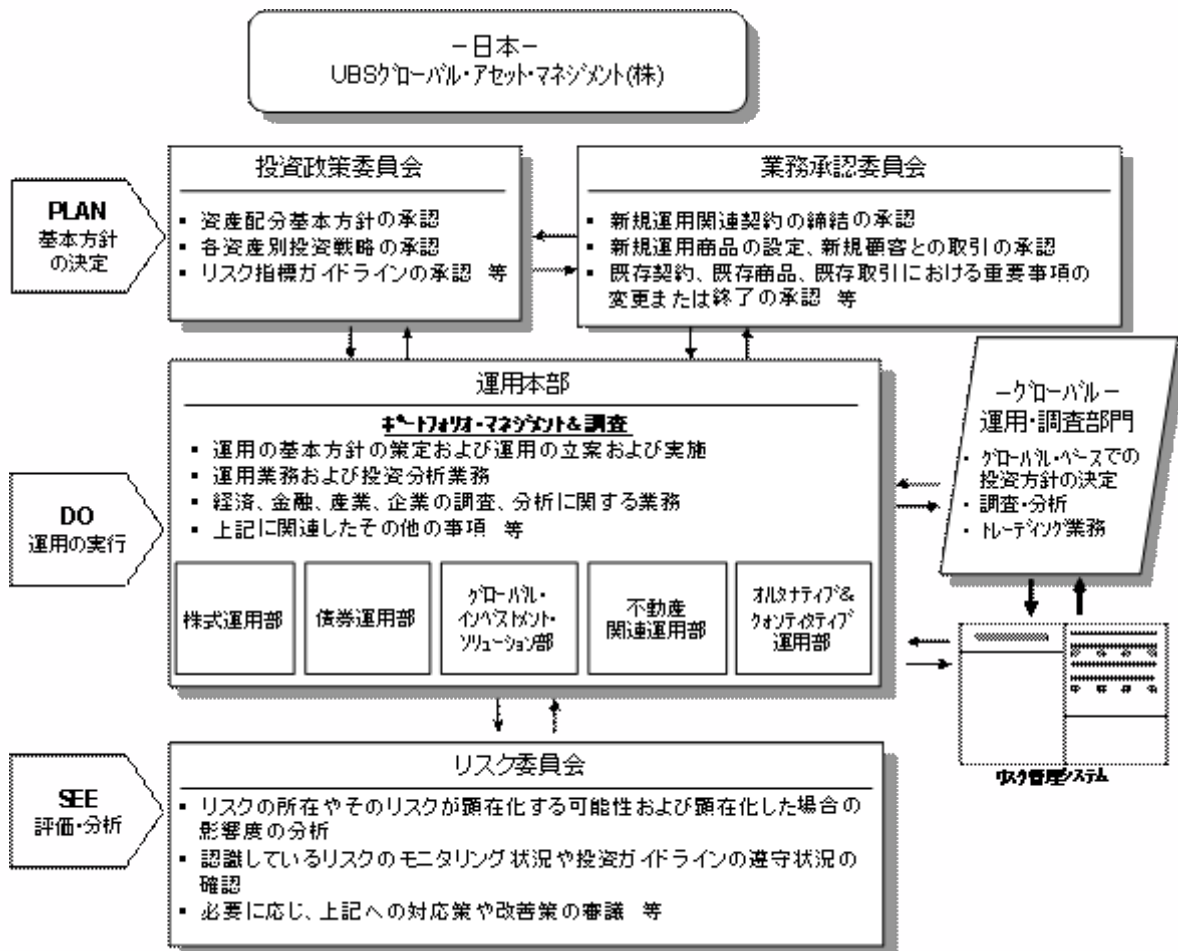 －日本－
UBSグローバル・アセット・マネジメント(株)
PLAN
基本方針
の決定
投資政策委員会
▪ 資産配分基本方針の承認
▪ 各資産別投資戦略の承認
▪ リスク指標ガイドラインの承認 等
業務承認委員会
▪ 新規運用関連契約の締結の承認
▪ 新規運用商品の設定、新規顧客との取引の承認
▪ 既存契約、既存商品、既存取引における重要事項の
変更または終了の承認 等
DO
運用の実行
運用本部
ポートフォリオ・マネジメント&調査
▪ 運用の基本方針の策定および運用の立案および実施
▪ 運用業務および投資分析業務
▪ 経済、金融、産業、企業の調査、分析に関する業務
▪ 上記に関連したその他の事項 等
株式運用部
債券運用部
グローバル・
インベストメント・
ソリューション部
不動産
関連運用部
オルタナティブ&
クォンティタティブ
運用部
－グローバル－
運用・調査部門
▪ グローバル・ベースでの
投資方針の決定
▪ 調査・分析
▪ トレーディング業務
リスク管理システム
SEE
評価・分析
リスク委員会
▪ リスクの所在やそのリスクが顕在化する可能性および顕在化した場合の
影響度の分析
▪ 認識しているリスクのモニタリング状況や投資ガイドラインの遵守状況の
確認
▪ 必要に応じ、上記への対応策や改善策の審議 等